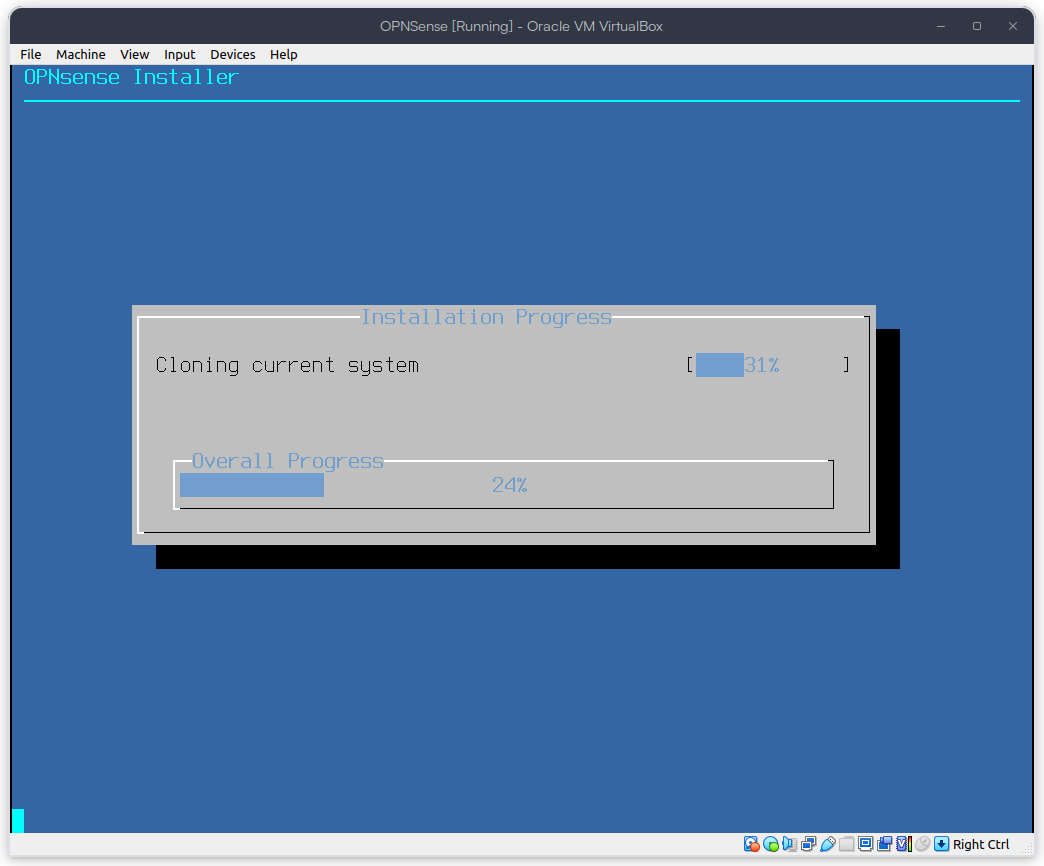 OPNSense [Running] - Oracle VM VirtualBox
File Machine View Input Devices Help
OPNsense Installer
Installation Progress
Cloning current system [ 31% ]
Overall Progress
24%
Right Ctrl